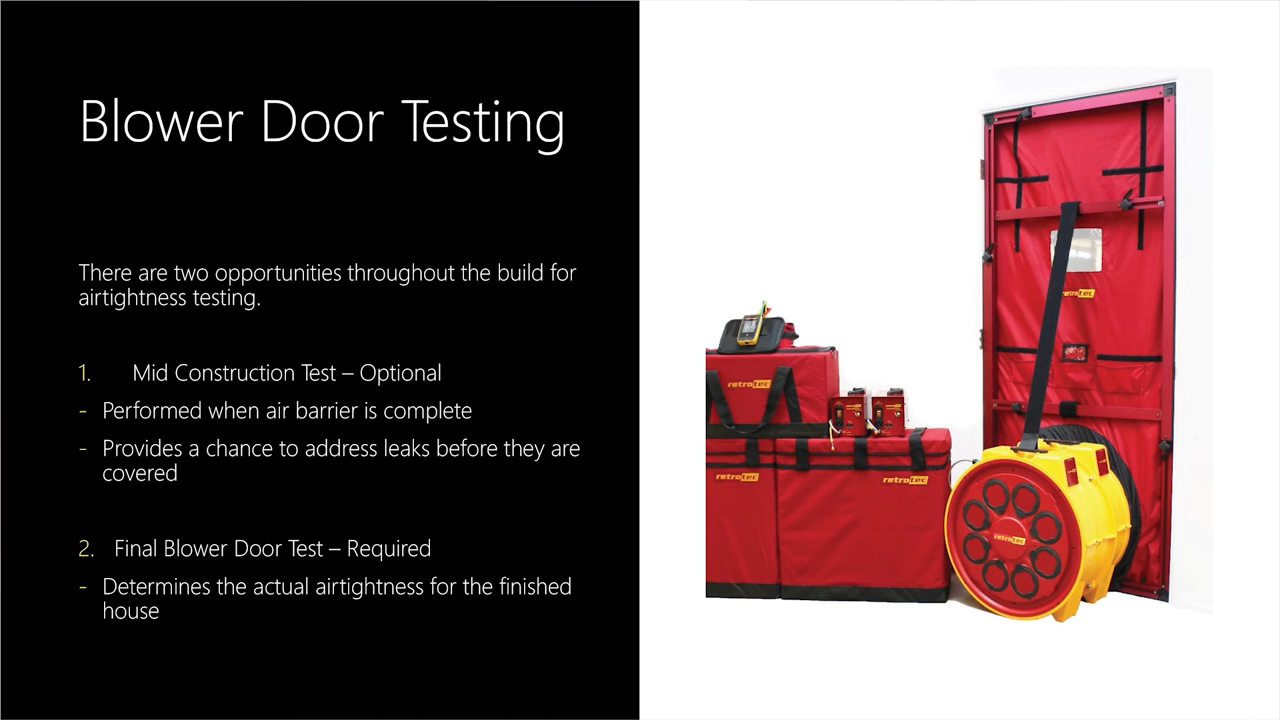 Blower Door Testing
There are two opportunities throughout the build for
airtightness testing.
1. Mid Construction Test – Optional
- Performed when air barrier is complete
- Provides a chance to address leaks before they are
covered
2. Final Blower Door Test – Required
- Determines the actual airtightness for the finished
house
retrotec
retrotec
retrotec
retrotec
retrotec